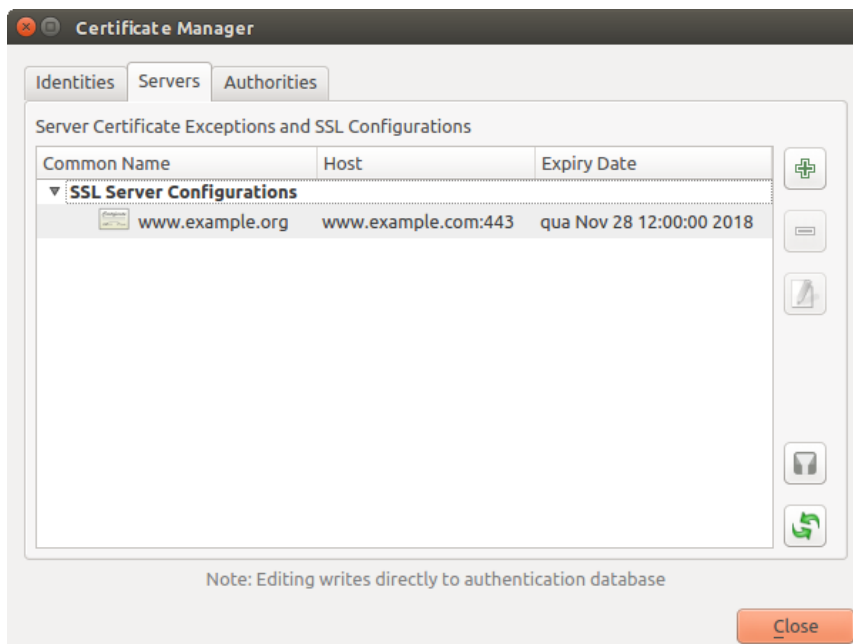 Certificate Manager
Identities Servers Authorities
Server Certificate Exceptions and SSL Configurations
Common Name Host Expiry Date
SSL Server Configurations
www.example.org www.example.com:443 qua Nov 28 12:00:00 2018
Note: Editing writes directly to authentication database
Close